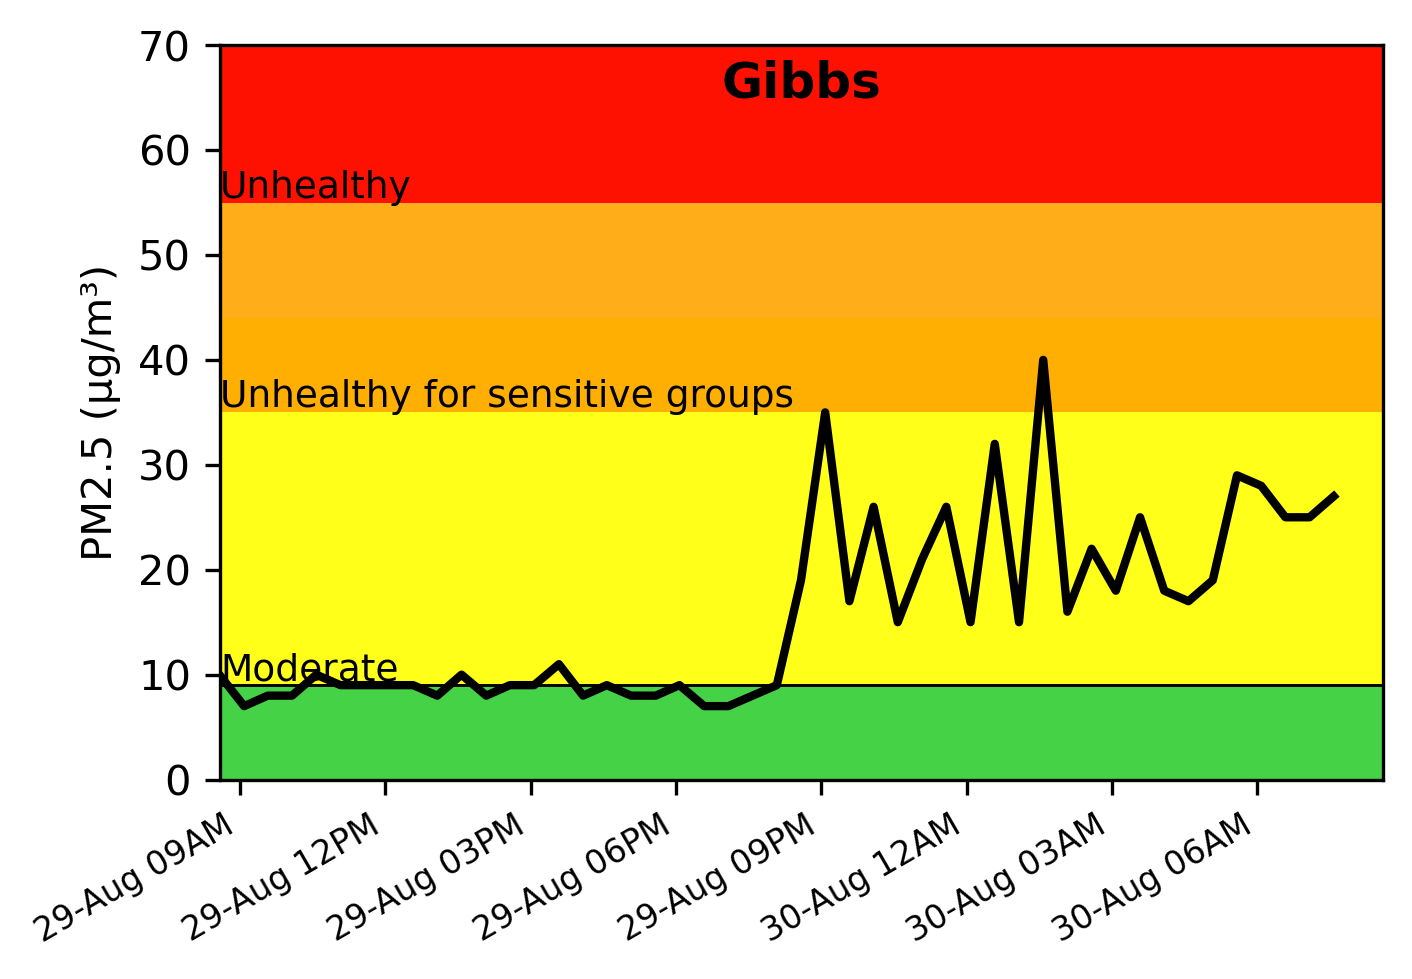 Gibbs
PM2.5 (µg/m³)
70
60
50
40
30
20
10
0
Unhealthy
Unhealthy for sensitive groups
Moderate
29-Aug 09AM
29-Aug 12PM
29-Aug 03PM
29-Aug 06PM
29-Aug 09PM
30-Aug 12AM
30-Aug 03AM
30-Aug 06AM